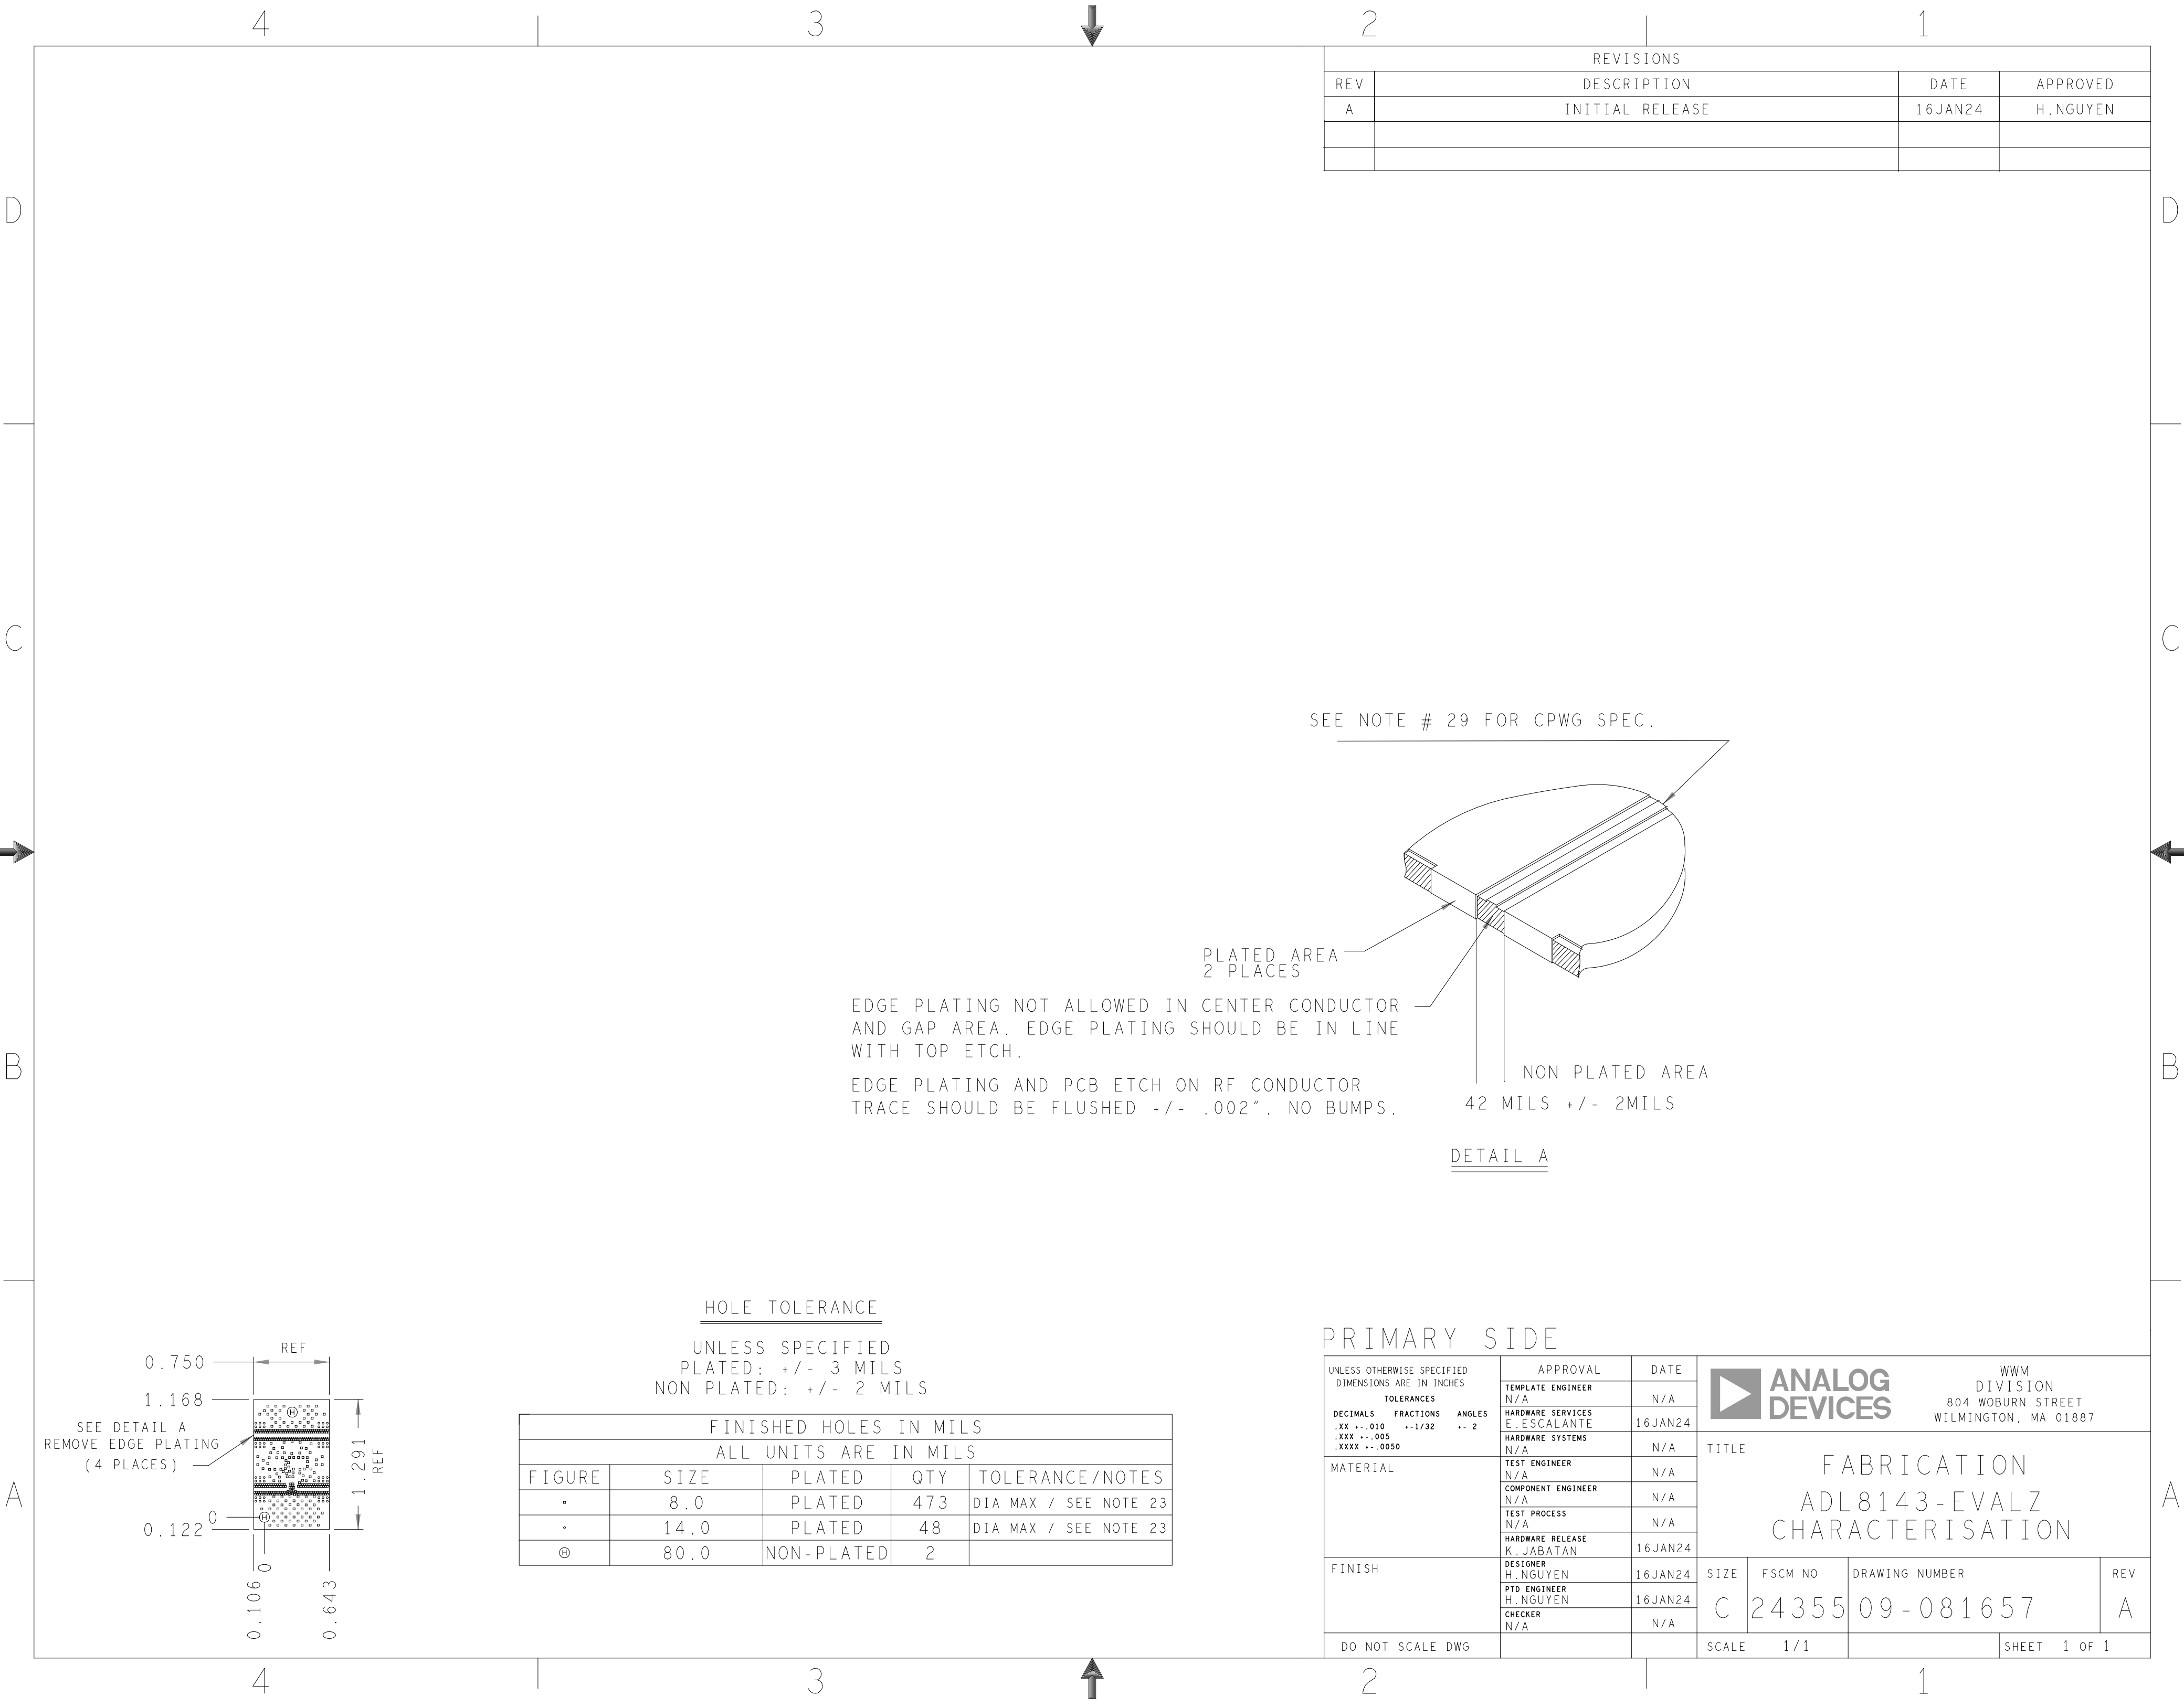 4 3 2 1
REVISIONS
REV DESCRIPTION DATE APPROVED
A INITIAL RELEASE 16JAN24 H.NGUYEN
D D
C C
SEE NOTE # 29 FOR CPWG SPEC.
PLATED AREA
2 PLACES
EDGE PLATING NOT ALLOWED IN CENTER CONDUCTOR
AND GAP AREA. EDGE PLATING SHOULD BE IN LINE
WITH TOP ETCH.
EDGE PLATING AND PCB ETCH ON RF CONDUCTOR
TRACE SHOULD BE FLUSHED +/- .002". NO BUMPS.
NON PLATED AREA
42 MILS +/- 2MILS
DETAIL A
B B
HOLE TOLERANCE
UNLESS SPECIFIED
PLATED: +/- 3 MILS
NON PLATED: +/- 2 MILS
FINISHED HOLES IN MILS
ALL UNITS ARE IN MILS
FIGURE SIZE PLATED QTY TOLERANCE/NOTES
8.0 PLATED 473 DIA MAX / SEE NOTE 23
14.0 PLATED 48 DIA MAX / SEE NOTE 23
H 80.0 NON-PLATED 2
REF
0.750
1.168
SEE DETAIL A
REMOVE EDGE PLATING
(4 PLACES)
H
H
0
0.122
1.291
REF
0
0.106
0.643
A A
PRIMARY SIDE
UNLESS OTHERWISE SPECIFIED
DIMENSIONS ARE IN INCHES
TOLERANCES
DECIMALS FRACTIONS ANGLES
.XX +-.010 +-1/32 +- 2
.XXX +-.005
.XXXX +-.0050
MATERIAL
FINISH
DO NOT SCALE DWG
APPROVAL DATE
TEMPLATE ENGINEER
N/A N/A
HARDWARE SERVICES
E.ESCALANTE 16JAN24
HARDWARE SYSTEMS
N/A N/A
TEST ENGINEER
N/A N/A
COMPONENT ENGINEER
N/A N/A
TEST PROCESS
N/A N/A
HARDWARE RELEASE
K.JABATAN 16JAN24
DESIGNER
H.NGUYEN 16JAN24
PTD ENGINEER
H.NGUYEN 16JAN24
CHECKER
N/A N/A
ANALOG
DEVICES
WWM
DIVISION
804 WOBURN STREET
WILMINGTON, MA 01887
TITLE
FABRICATION
ADL8143-EVALZ
CHARACTERISATION
SIZE FSCM NO DRAWING NUMBER REV
C 24355 09-081657 A
SCALE 1/1 SHEET 1 OF 1
4 3 2 1